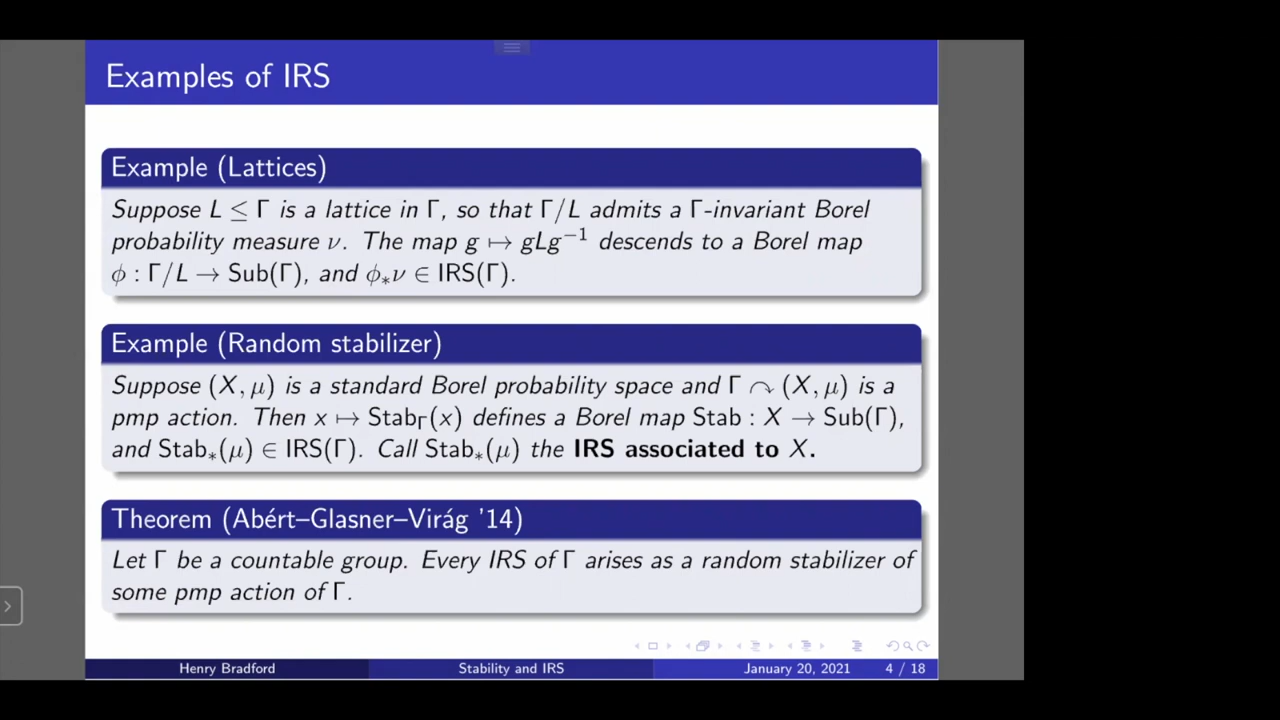 Examples of IRS
Example (Lattices)
Suppose L ≤ Γ is a lattice in Γ, so that Γ/L admits a Γ-invariant Borel
probability measure ν. The map g ↦ gLg⁻¹ descends to a Borel map
ϕ : Γ/L → Sub(Γ), and ϕ∗ν ∈ IRS(Γ).
Example (Random stabilizer)
Suppose (X, μ) is a standard Borel probability space and Γ ↷ (X, μ) is a
pmp action. Then x ↦ Stab_Γ(x) defines a Borel map Stab : X → Sub(Γ),
and Stab∗(μ) ∈ IRS(Γ). Call Stab∗(μ) the IRS associated to X.
Theorem (Abért–Glasner–Virág '14)
Let Γ be a countable group. Every IRS of Γ arises as a random stabilizer of
some pmp action of Γ.
Henry Bradford Stability and IRS January 20, 2021 4 / 18